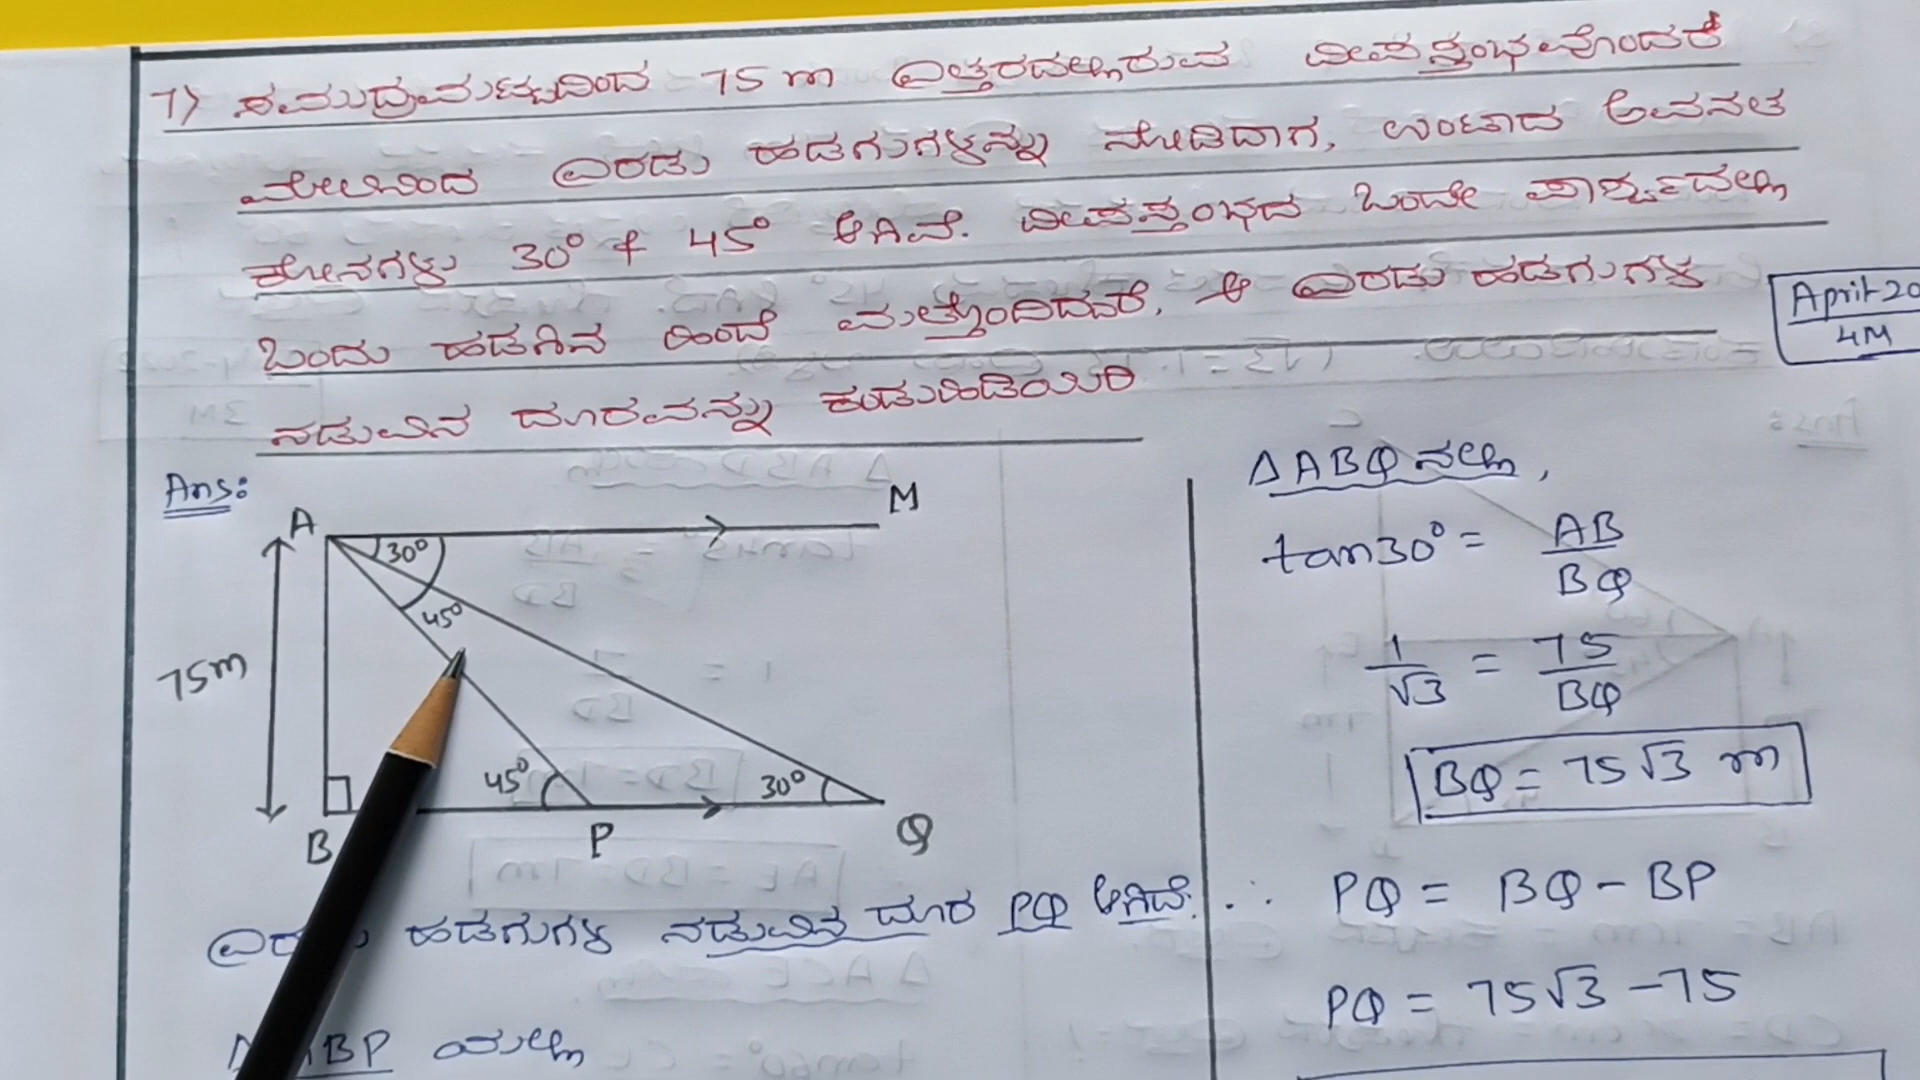 7) ಸಮುದ್ರಮಟ್ಟದಿಂದ 75 m ಎತ್ತರದಲ್ಲಿರುವ ದೀಪಸ್ತಂಭವೊಂದರ
ಮೇಲಿನಿಂದ ಎರಡು ಹಡಗುಗಳನ್ನು ನೋಡಿದಾಗ, ಉಂಟಾದ ಅವನತ
ಕೋನಗಳು 30° & 45° ಆಗಿವೆ. ದೀಪಸ್ತಂಭದ ಒಂದೇ ಪಾರ್ಶ್ವದಲ್ಲಿ
ಒಂದು ಹಡಗಿನ ಹಿಂದೆ ಮತ್ತೊಂದಿದ್ದರೆ, ಆ ಎರಡು ಹಡಗುಗಳ
ನಡುವಿನ ದೂರವನ್ನು ಕಂಡುಹಿಡಿಯಿರಿ
April-20
4M
Ans:
A
M
30°
45°
75m
45°
30°
B
P
Q
ಹಡಗುಗಳ ನಡುವಿನ ದೂರ PQ ಆಗಿದೆ.
BP ಯಲ್ಲಿ
Δ ABQ ನಲ್ಲಿ,
tan30° = AB/BQ
1/√3 = 75/BQ
BQ = 75√3 m
∴ PQ = BQ - BP
PQ = 75√3 - 75